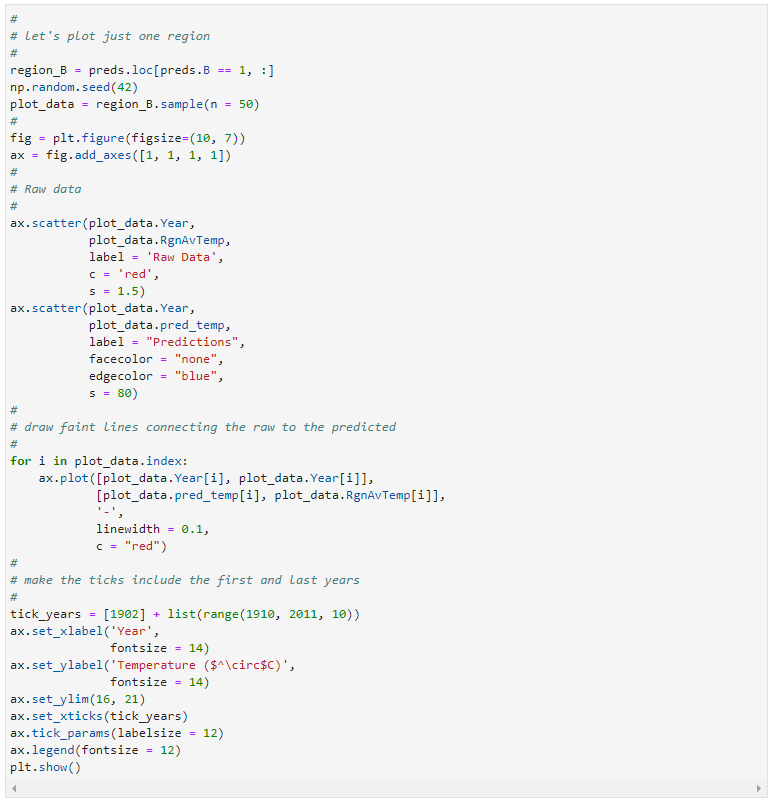 #
# let's plot just one region
#
region_B = preds.loc[preds.B == 1, :]
np.random.seed(42)
plot_data = region_B.sample(n = 50)
#
fig = plt.figure(figsize=(10, 7))
ax = fig.add_axes([1, 1, 1, 1])
#
# Raw data
#
ax.scatter(plot_data.Year,
           plot_data.RgnAvTemp,
           label = 'Raw Data',
           c = 'red',
           s = 1.5)
ax.scatter(plot_data.Year,
           plot_data.pred_temp,
           label = "Predictions",
           facecolor = "none",
           edgecolor = "blue",
           s = 80)
#
# draw faint lines connecting the raw to the predicted
#
for i in plot_data.index:
    ax.plot([plot_data.Year[i], plot_data.Year[i]],
            [plot_data.pred_temp[i], plot_data.RgnAvTemp[i]],
            '-',
            linewidth = 0.1,
            c = "red")
#
# make the ticks include the first and last years
#
tick_years = [1902] + list(range(1910, 2011, 10))
ax.set_xlabel('Year',
              fontsize = 14)
ax.set_ylabel('Temperature ($^\circ$C)',
              fontsize = 14)
ax.set_ylim(16, 21)
ax.set_xticks(tick_years)
ax.tick_params(labelsize = 12)
ax.legend(fontsize = 12)
plt.show()